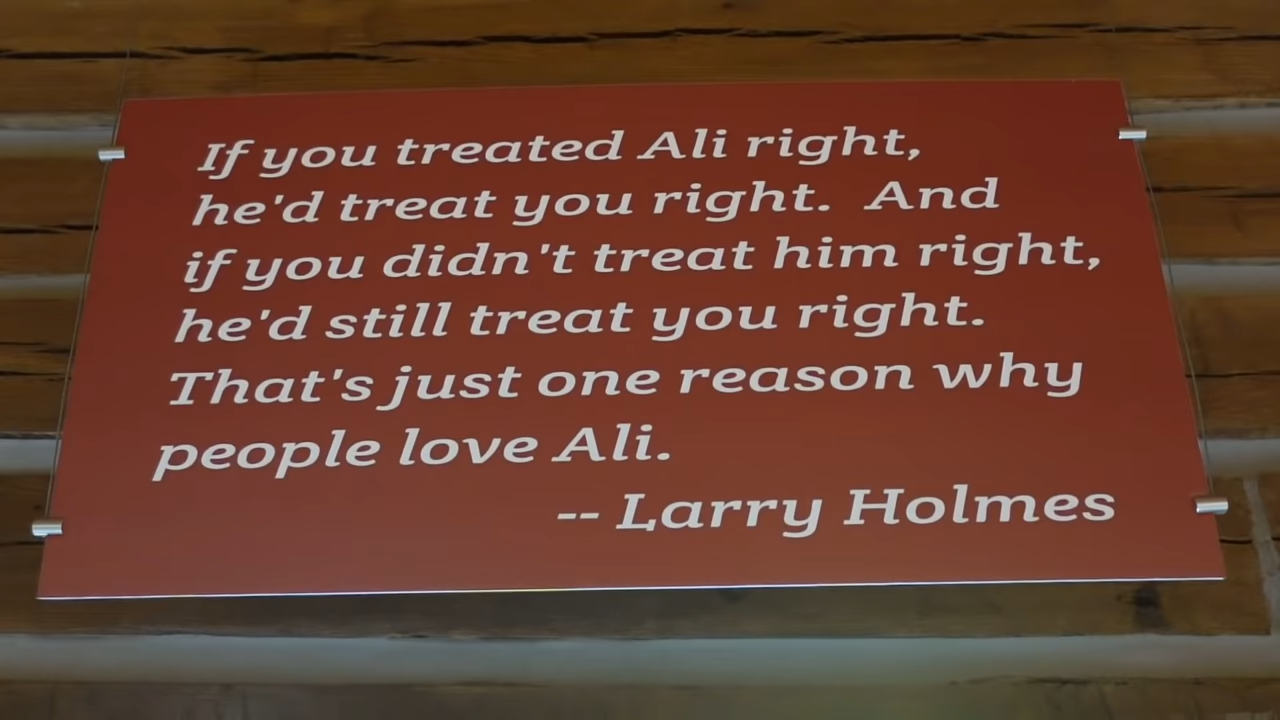 If you treated Ali right,
he'd treat you right.  And
if you didn't treat him right,
he'd still treat you right.
That's just one reason why
people love Ali.
-- Larry Holmes